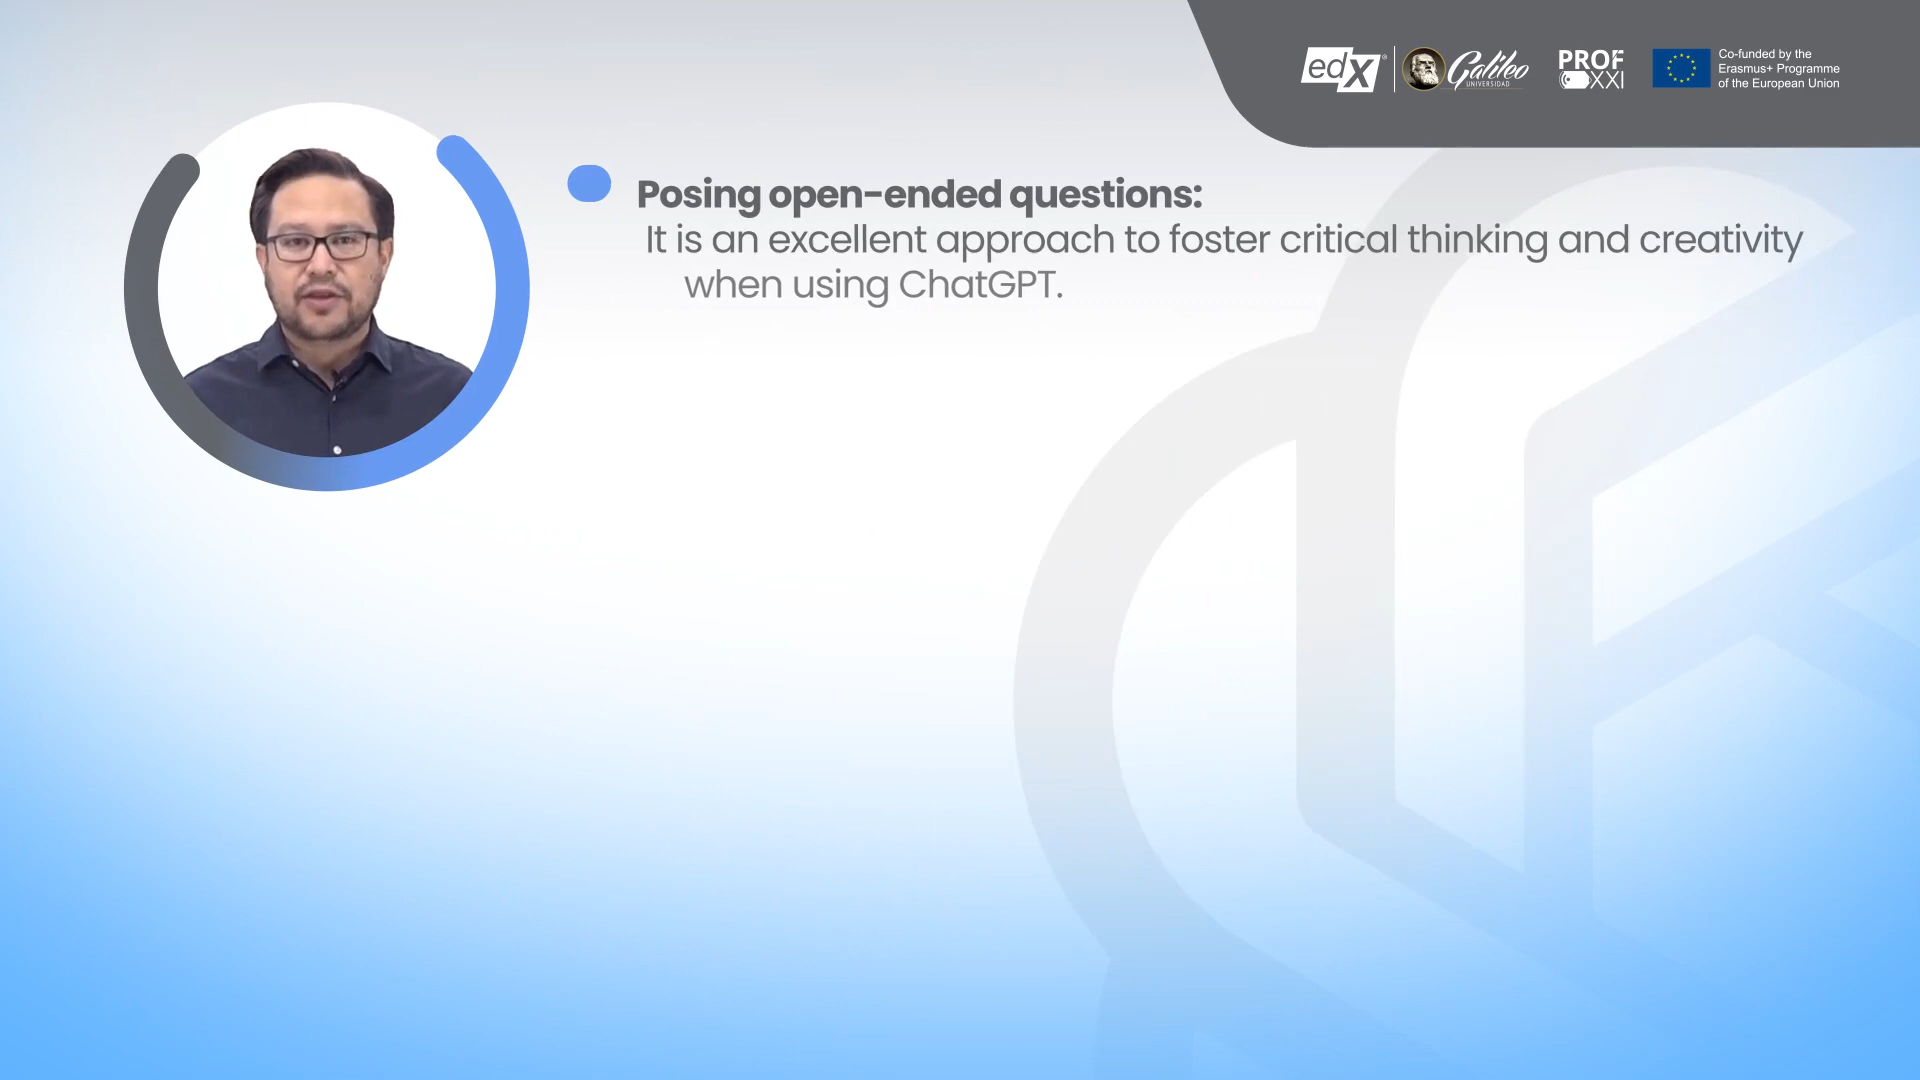 edX
Galileo
UNIVERSIDAD
PROF
XXI
Co-funded by the
Erasmus+ Programme
of the European Union
Posing open-ended questions:
It is an excellent approach to foster critical thinking and creativity
when using ChatGPT.